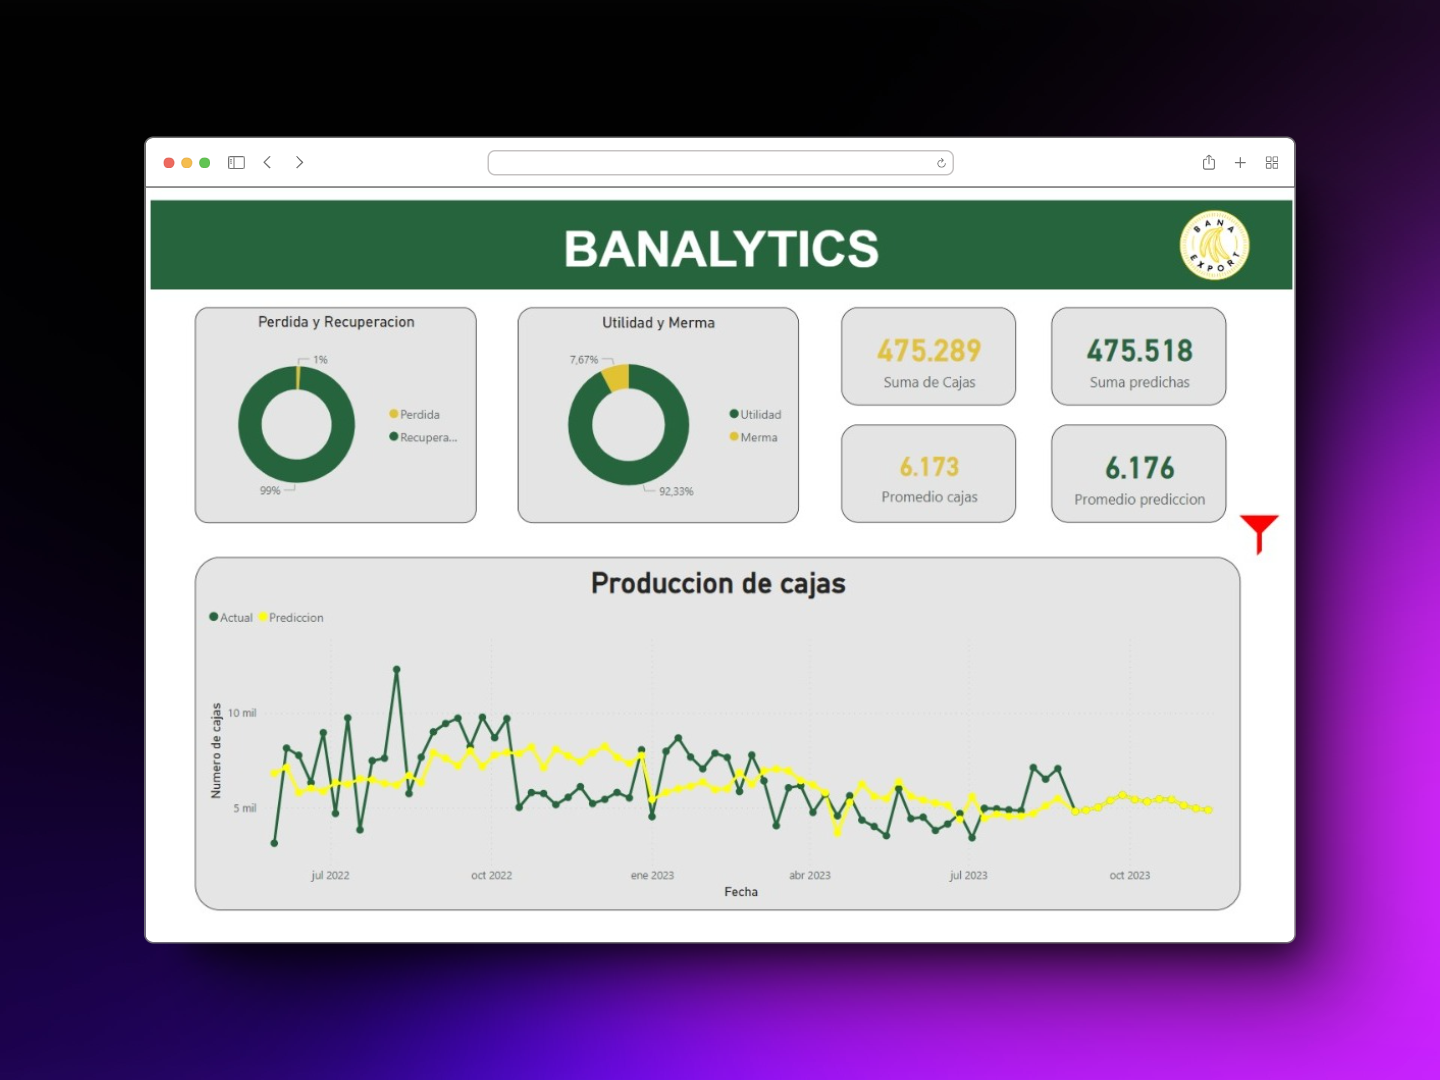 BANALYTICS
BANA
EXPORT
Perdida y Recuperacion
1%
99%
Perdida
Recupera...
Utilidad y Merma
7,67%
92,33%
Utilidad
Merma
475.289
Suma de Cajas
475.518
Suma predichas
6.173
Promedio cajas
6.176
Promedio prediccion
Produccion de cajas
Actual Prediccion
Numero de cajas
10 mil
5 mil
jul 2022 oct 2022 ene 2023 abr 2023 jul 2023 oct 2023
Fecha